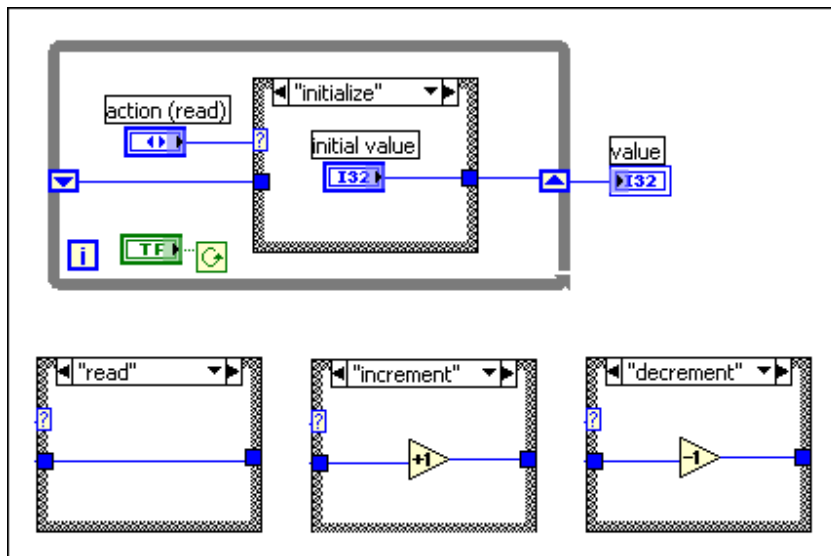 "initialize"
action (read)
?
initial value
I32
value
I32
i
TF
"read"
?
"increment"
?
+1
"decrement"
?
-1